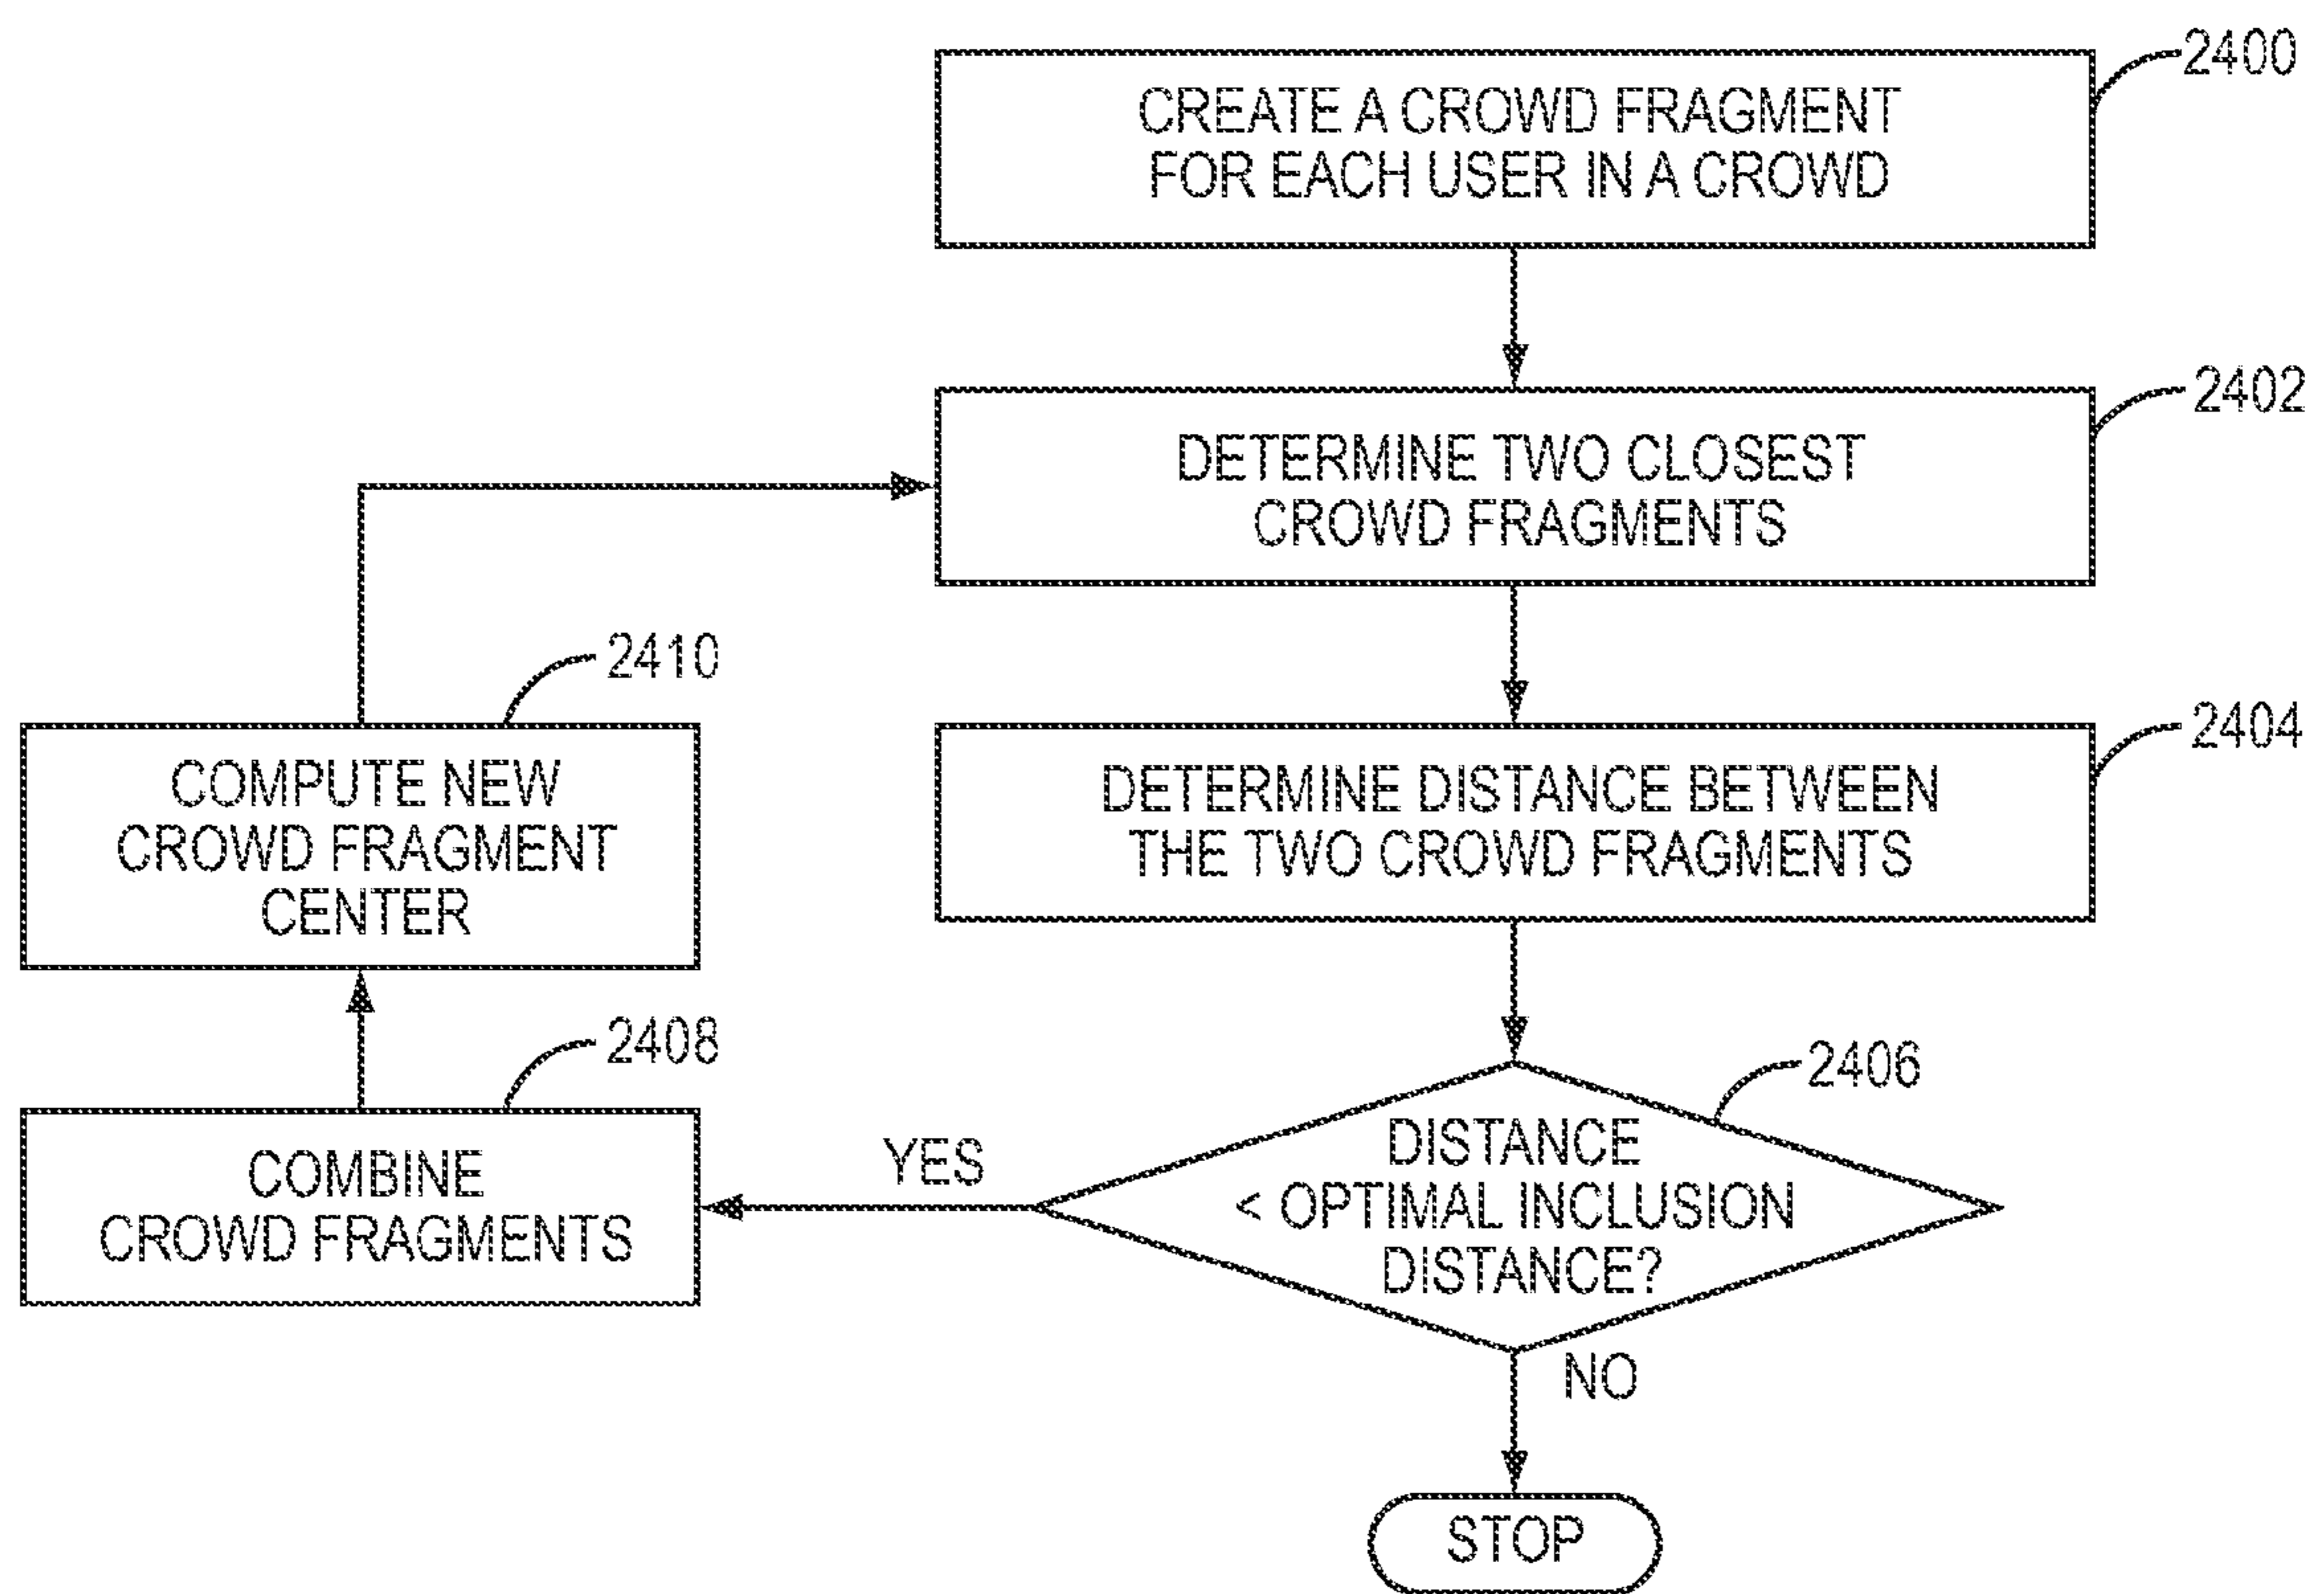 2400
CREATE A CROWD FRAGMENT
FOR EACH USER IN A CROWD
2402
DETERMINE TWO CLOSEST
CROWD FRAGMENTS
2404
DETERMINE DISTANCE BETWEEN
THE TWO CROWD FRAGMENTS
2406
DISTANCE
< OPTIMAL INCLUSION
DISTANCE?
YES
2408
COMBINE
CROWD FRAGMENTS
2410
COMPUTE NEW
CROWD FRAGMENT
CENTER
NO
STOP